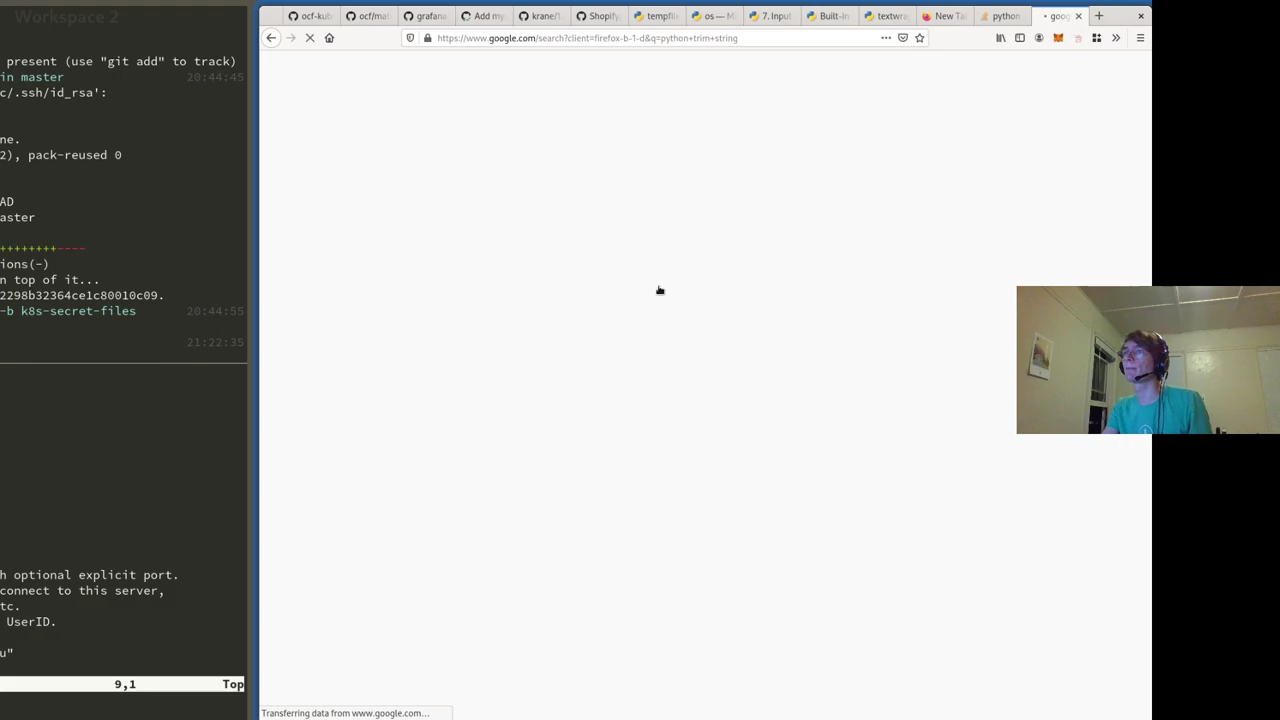 Workspace 2
present (use "git add" to track)
in master 20:44:45
c/.ssh/id_rsa':
ne.
2), pack-reused 0
AD
aster
++++++++----
ions(-)
n top of it...
2298b32364ce1c80010c09.
-b k8s-secret-files 20:44:55
21:22:35
h optional explicit port.
connect to this server,
tc.
UserID.
u"
9,1 Top
ocf-kub ocf/mal grafana Add my krane/1 Shopify tempfil os — M 7. Input Built-in textwra New Tab python goog
https://www.google.com/search?client=firefox-b-1-d&q=python+trim+string
Transferring data from www.google.com…